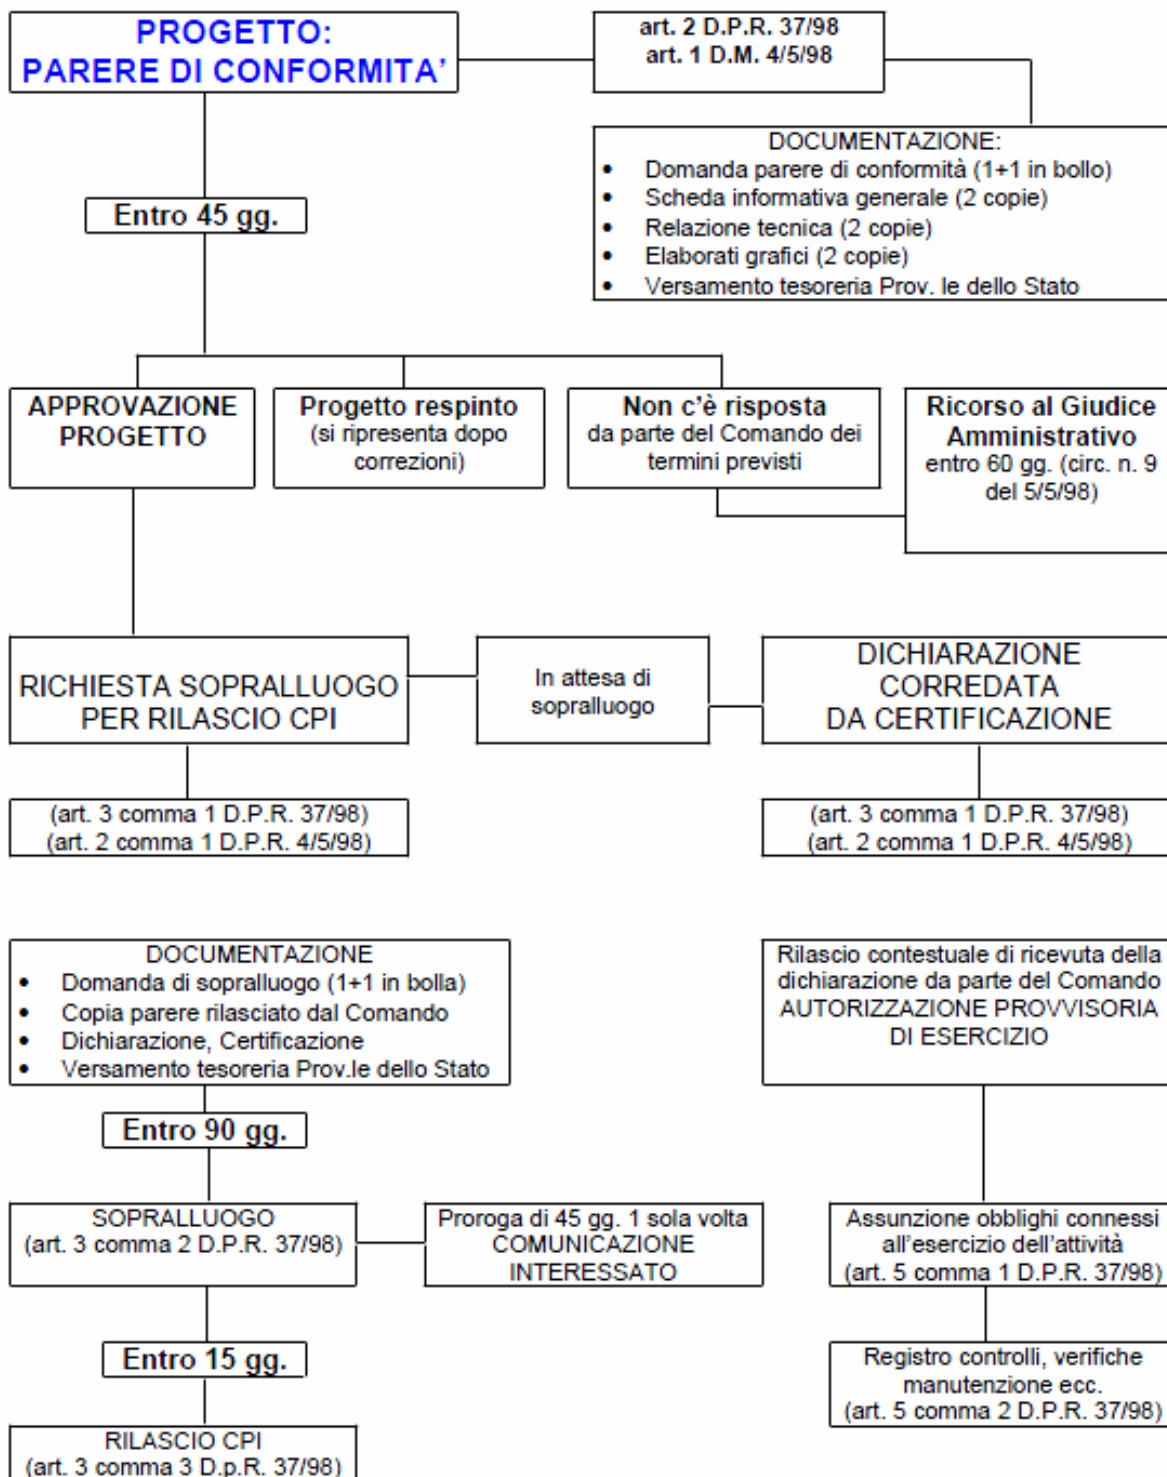 PROGETTO:
PARERE DI CONFORMITA'
art. 2 D.P.R. 37/98
art. 1 D.M. 4/5/98
DOCUMENTAZIONE:
• Domanda parere di conformità (1+1 in bollo)
• Scheda informativa generale (2 copie)
• Relazione tecnica (2 copie)
• Elaborati grafici (2 copie)
• Versamento tesoreria Prov. le dello Stato
Entro 45 gg.
APPROVAZIONE
PROGETTO
Progetto respinto
(si ripresenta dopo
correzioni)
Non c'è risposta
da parte del Comando dei
termini previsti
Ricorso al Giudice
Amministrativo
entro 60 gg. (circ. n. 9
del 5/5/98)
RICHIESTA SOPRALLUOGO
PER RILASCIO CPI
In attesa di
sopralluogo
DICHIARAZIONE
CORREDATA
DA CERTIFICAZIONE
(art. 3 comma 1 D.P.R. 37/98)
(art. 2 comma 1 D.P.R. 4/5/98)
(art. 3 comma 1 D.P.R. 37/98)
(art. 2 comma 1 D.P.R. 4/5/98)
DOCUMENTAZIONE
• Domanda di sopralluogo (1+1 in bolla)
• Copia parere rilasciato dal Comando
• Dichiarazione, Certificazione
• Versamento tesoreria Prov.le dello Stato
Rilascio contestuale di ricevuta della
dichiarazione da parte del Comando
AUTORIZZAZIONE PROVVISORIA
DI ESERCIZIO
Entro 90 gg.
SOPRALLUOGO
(art. 3 comma 2 D.P.R. 37/98)
Proroga di 45 gg. 1 sola volta
COMUNICAZIONE
INTERESSATO
Assunzione obblighi connessi
all'esercizio dell'attività
(art. 5 comma 1 D.P.R. 37/98)
Entro 15 gg.
Registro controlli, verifiche
manutenzione ecc.
(art. 5 comma 2 D.P.R. 37/98)
RILASCIO CPI
(art. 3 comma 3 D.p.R. 37/98)